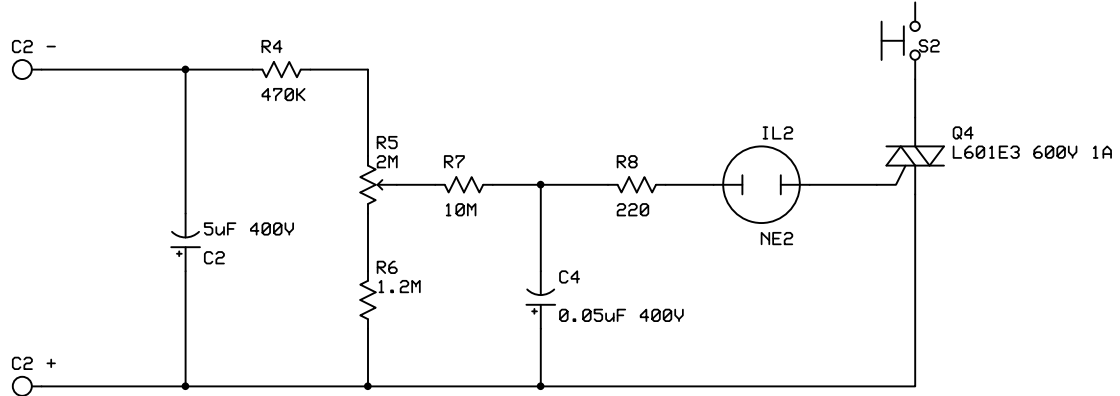 C2 -
R4
470K
S2
Q4
L601E3 600V 1A
R5
2M
R7
10M
R8
220
IL2
NE2
5uF 400V
+
C2
R6
1.2M
C4
+
0.05uF 400V
C2 +